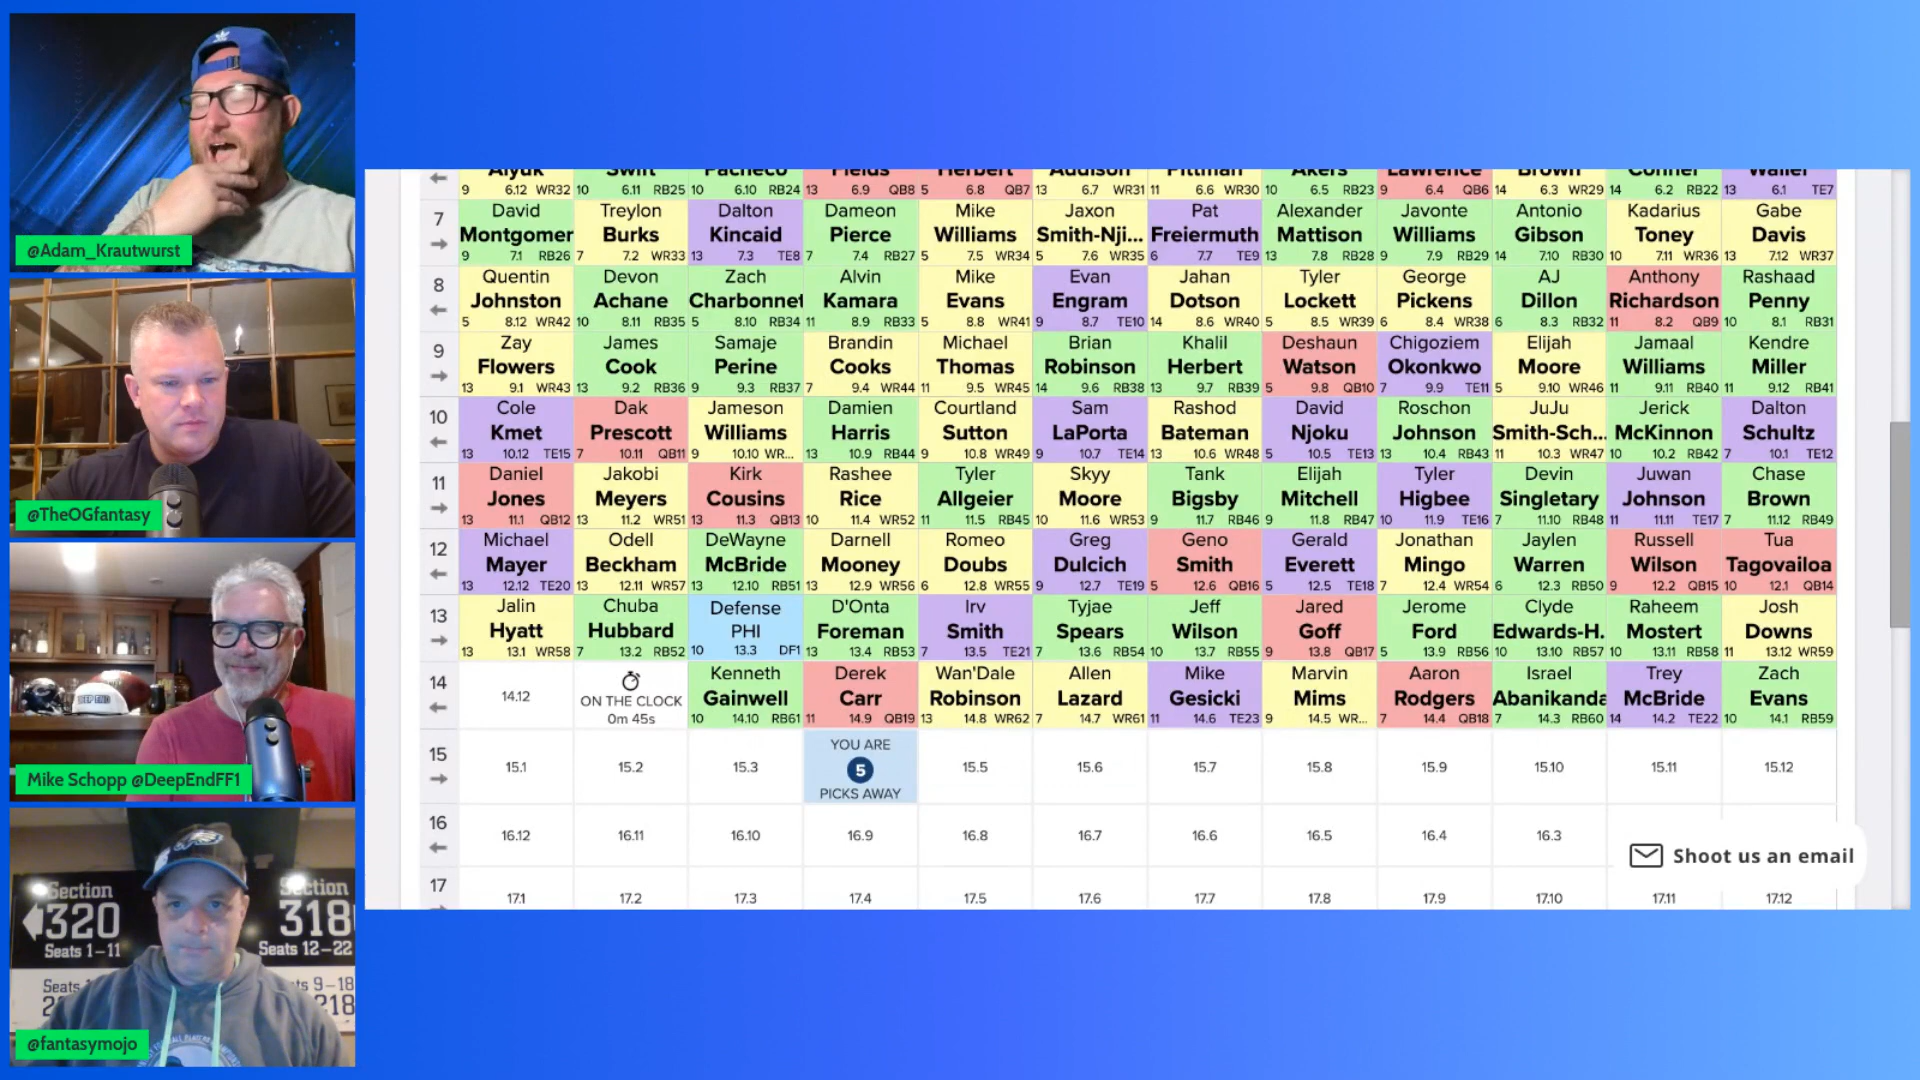 @Adam_Krautwurst
@TheOGfantasy
Mike Schopp @DeepEndFF1
Section
320
Seats 1-11
Section
318
Seats 12-22
@fantasymojo
Aiyuk Swift Pacheco Fields Herbert Addison Pittman Akers Lawrence Brown Conner Waller
9 6.12 WR32 10 6.11 RB25 10 6.10 RB24 13 6.9 QB8 5 6.8 QB7 13 6.7 WR31 11 6.6 WR30 10 6.5 RB23 9 6.4 QB6 14 6.3 WR29 14 6.2 RB22 13 6.1 TE7
7 David Treylon Dalton Dameon Mike Jaxon Pat Alexander Javonte Antonio Kadarius Gabe
Montgomer Burks Kincaid Pierce Williams Smith-Nji... Freiermuth Mattison Williams Gibson Toney Davis
9 7.1 RB26 7 7.2 WR33 13 7.3 TE8 7 7.4 RB27 5 7.5 WR34 5 7.6 WR35 6 7.7 TE9 13 7.8 RB28 9 7.9 RB29 14 7.10 RB30 10 7.11 WR36 13 7.12 WR37
8 Quentin Devon Zach Alvin Mike Evan Jahan Tyler George AJ Anthony Rashaad
Johnston Achane Charbonnet Kamara Evans Engram Dotson Lockett Pickens Dillon Richardson Penny
5 8.12 WR42 10 8.11 RB35 5 8.10 RB34 11 8.9 RB33 5 8.8 WR41 9 8.7 TE10 14 8.6 WR40 5 8.5 WR39 6 8.4 WR38 6 8.3 RB32 11 8.2 QB9 10 8.1 RB31
9 Zay James Samaje Brandin Michael Brian Khalil Deshaun Chigoziem Elijah Jamaal Kendre
Flowers Cook Perine Cooks Thomas Robinson Herbert Watson Okonkwo Moore Williams Miller
13 9.1 WR43 13 9.2 RB36 9 9.3 RB37 7 9.4 WR44 11 9.5 WR45 14 9.6 RB38 13 9.7 RB39 5 9.8 QB10 7 9.9 TE11 5 9.10 WR46 11 9.11 RB40 11 9.12 RB41
10 Cole Dak Jameson Damien Courtland Sam Rashod David Roschon JuJu Jerick Dalton
Kmet Prescott Williams Harris Sutton LaPorta Bateman Njoku Johnson Smith-Sch... McKinnon Schultz
13 10.12 TE15 7 10.11 QB11 9 10.10 WR... 13 10.9 RB44 9 10.8 WR49 9 10.7 TE14 13 10.6 WR48 5 10.5 TE13 13 10.4 RB43 11 10.3 WR47 10 10.2 RB42 7 10.1 TE12
11 Daniel Jakobi Kirk Rashee Tyler Skyy Tank Elijah Tyler Devin Juwan Chase
Jones Meyers Cousins Rice Allgeier Moore Bigsby Mitchell Higbee Singletary Johnson Brown
13 11.1 QB12 13 11.2 WR51 13 11.3 QB13 10 11.4 WR52 11 11.5 RB45 10 11.6 WR53 9 11.7 RB46 9 11.8 RB47 10 11.9 TE16 7 11.10 RB48 11 11.11 TE17 7 11.12 RB49
12 Michael Odell DeWayne Darnell Romeo Greg Geno Gerald Jonathan Jaylen Russell Tua
Mayer Beckham McBride Mooney Doubs Dulcich Smith Everett Mingo Warren Wilson Tagovailoa
13 12.12 TE20 13 12.11 WR57 13 12.10 RB51 13 12.9 WR56 6 12.8 WR55 9 12.7 TE19 5 12.6 QB16 5 12.5 TE18 7 12.4 WR54 6 12.3 RB50 9 12.2 QB15 10 12.1 QB14
13 Jalin Chuba Defense D'Onta Irv Tyjae Jeff Jared Jerome Clyde Raheem Josh
Hyatt Hubbard PHI Foreman Smith Spears Wilson Goff Ford Edwards-H. Mostert Downs
13 13.1 WR58 7 13.2 RB52 10 13.3 DF1 13 13.4 RB53 7 13.5 TE21 7 13.6 RB54 10 13.7 RB55 9 13.8 QB17 5 13.9 RB56 10 13.10 RB57 10 13.11 RB58 11 13.12 WR59
14 14.12 ON THE CLOCK Kenneth Derek Wan'Dale Allen Mike Marvin Aaron Israel Trey Zach
0m 45s Gainwell Carr Robinson Lazard Gesicki Mims Rodgers Abanikanda McBride Evans
10 14.10 RB61 11 14.9 QB19 13 14.8 WR62 7 14.7 WR61 11 14.6 TE23 9 14.5 WR... 7 14.4 QB18 7 14.3 RB60 14 14.2 TE22 10 14.1 RB59
15 15.1 15.2 15.3 YOU ARE 5 PICKS AWAY 15.5 15.6 15.7 15.8 15.9 15.10 15.11 15.12
16 16.12 16.11 16.10 16.9 16.8 16.7 16.6 16.5 16.4 16.3
Shoot us an email
17 17.1 17.2 17.3 17.4 17.5 17.6 17.7 17.8 17.9 17.10 17.11 17.12